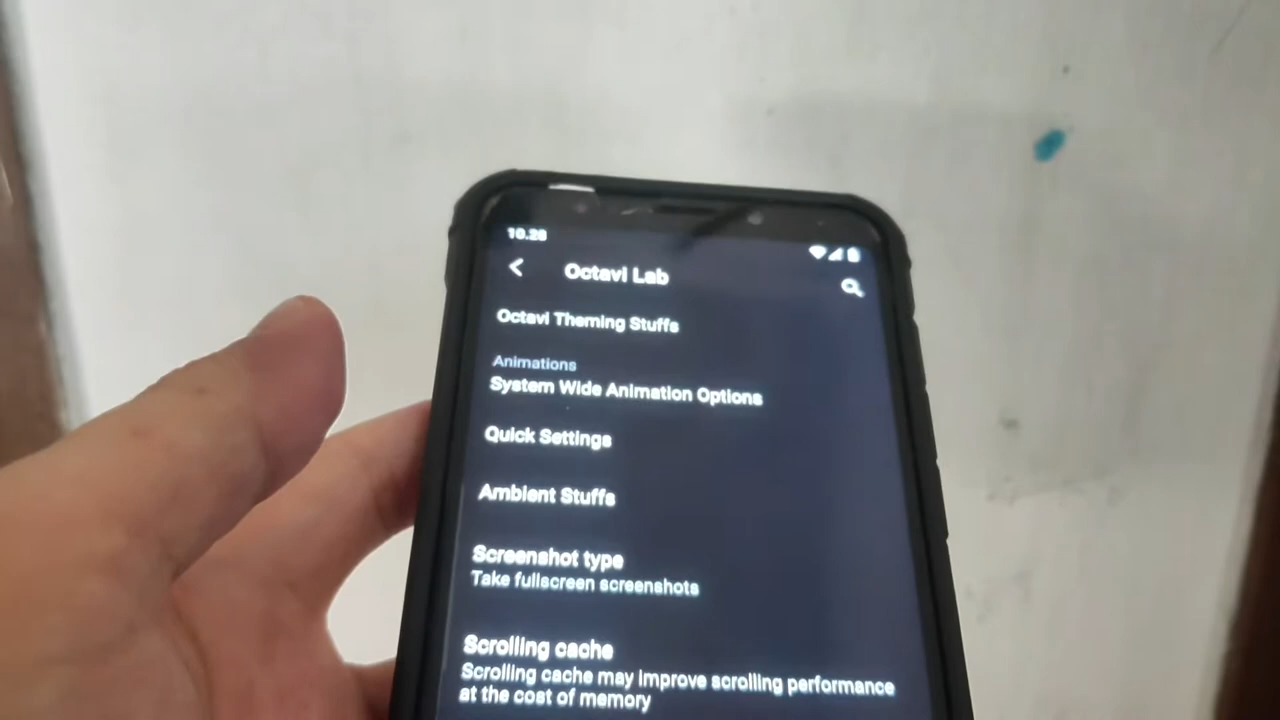 10.28
Octavi Lab
Octavi Theming Stuffs
Animations
System Wide Animation Options
Quick Settings
Ambient Stuffs
Screenshot type
Take fullscreen screenshots
Scrolling cache
Scrolling cache may improve scrolling performance
at the cost of memory